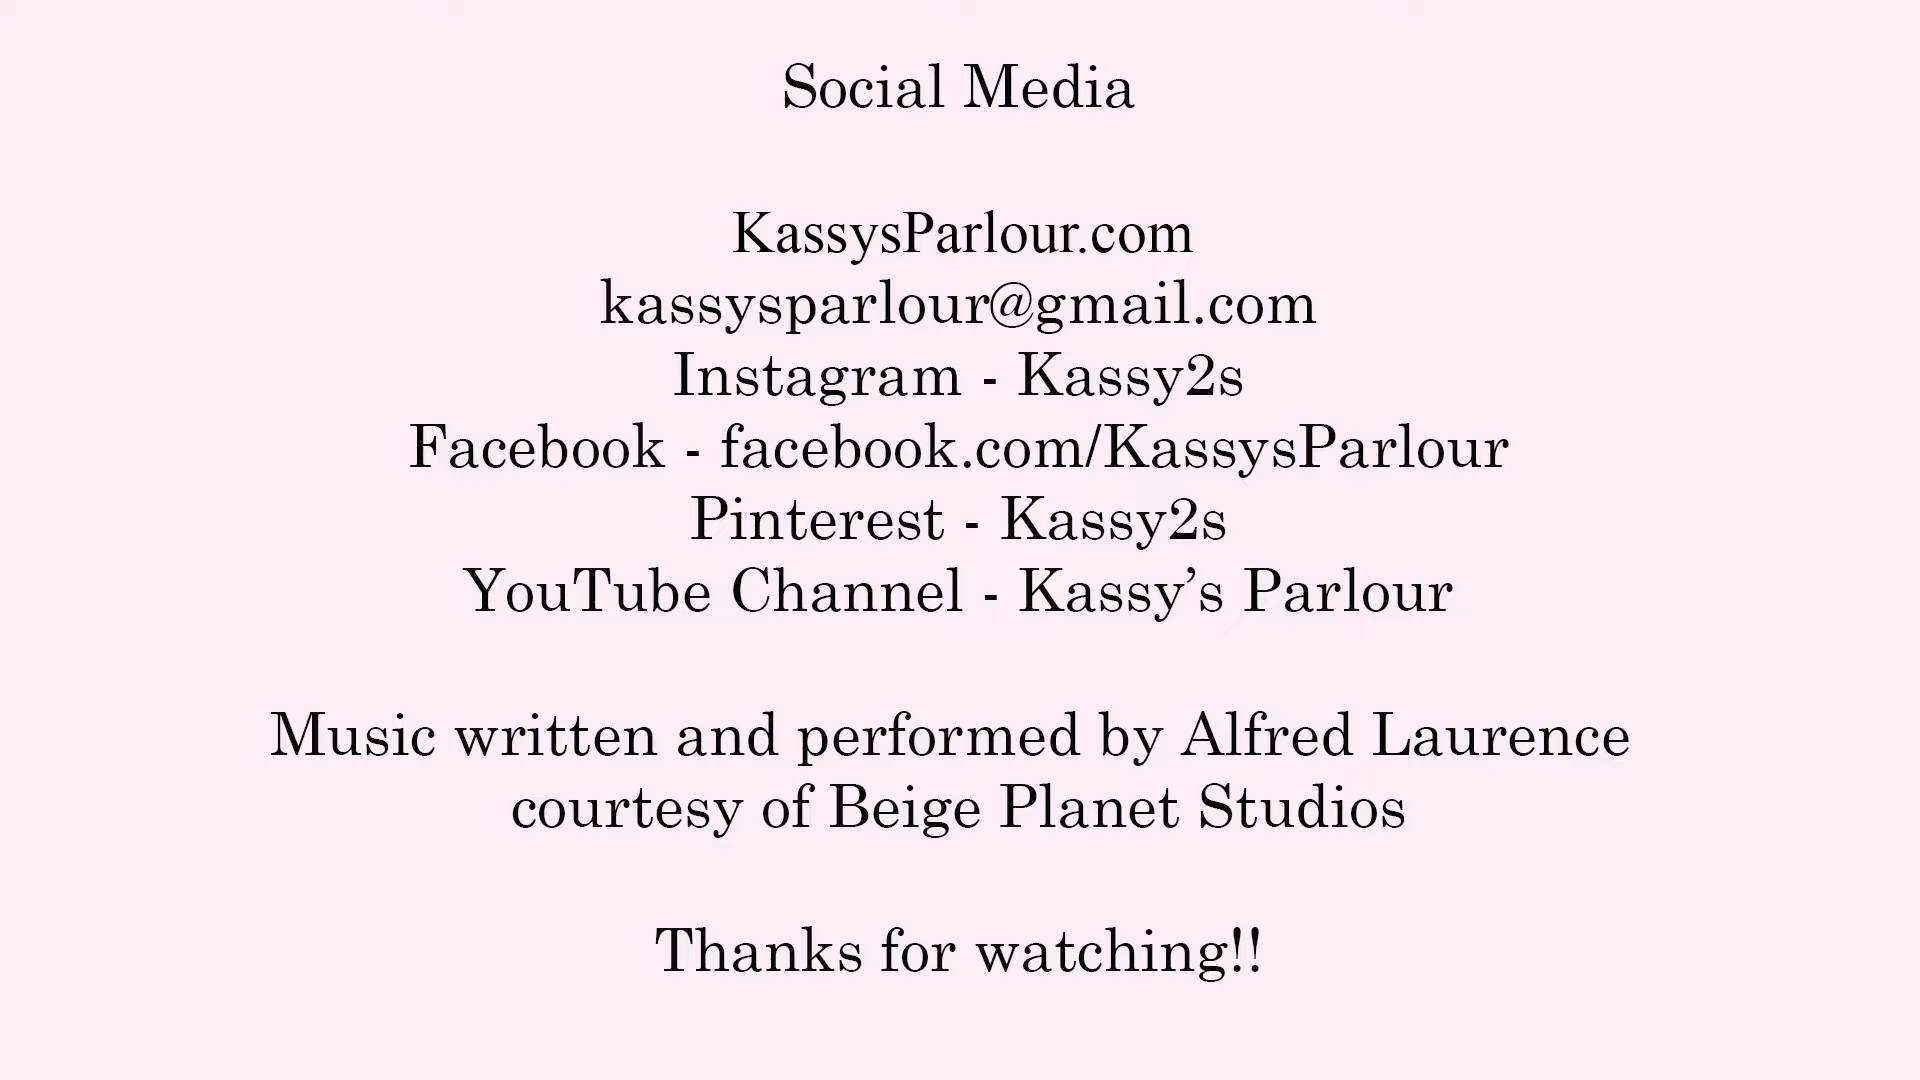 Social Media
KassysParlour.com
kassysparlour@gmail.com
Instagram - Kassy2s
Facebook - facebook.com/KassysParlour
Pinterest - Kassy2s
YouTube Channel - Kassy’s Parlour
Music written and performed by Alfred Laurence
courtesy of Beige Planet Studios
Thanks for watching!!